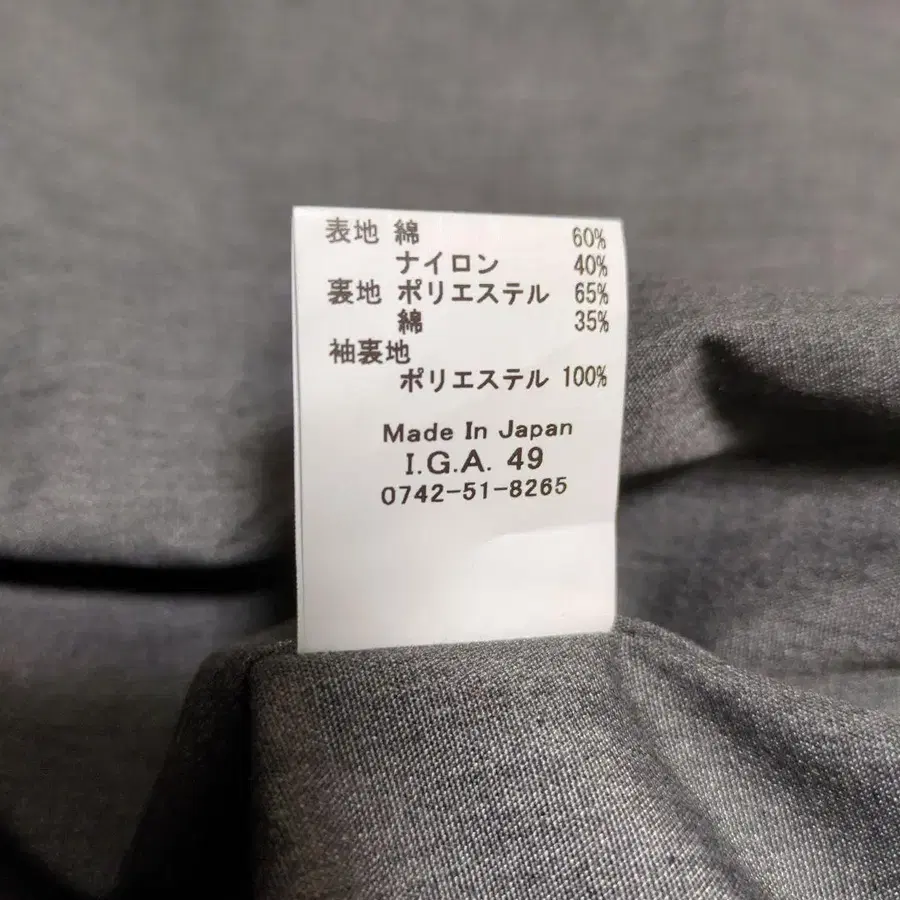 表地 綿 60%
ナイロン 40%
裏地 ポリエステル 65%
綿 35%
袖裏地
ポリエステル 100%
Made In Japan
I.G.A. 49
0742-51-8265